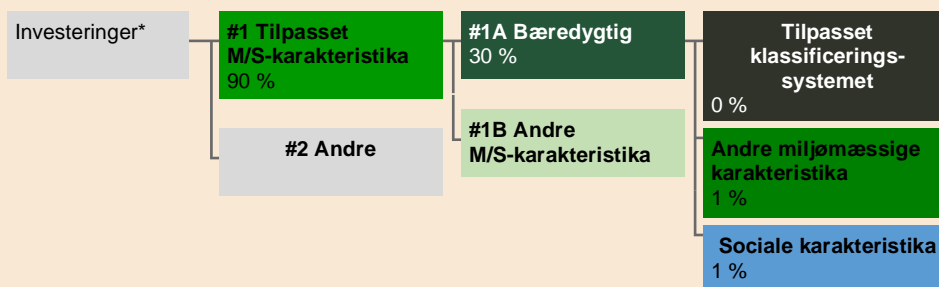 Investeringer*
#1 Tilpasset
M/S-karakteristika
90 %
#2 Andre
#1A Bæredygtig
30 %
#1B Andre
M/S-karakteristika
Tilpasset
klassificerings-
systemet
0 %
Andre miljømæssige
karakteristika
1 %
Sociale karakteristika
1 %